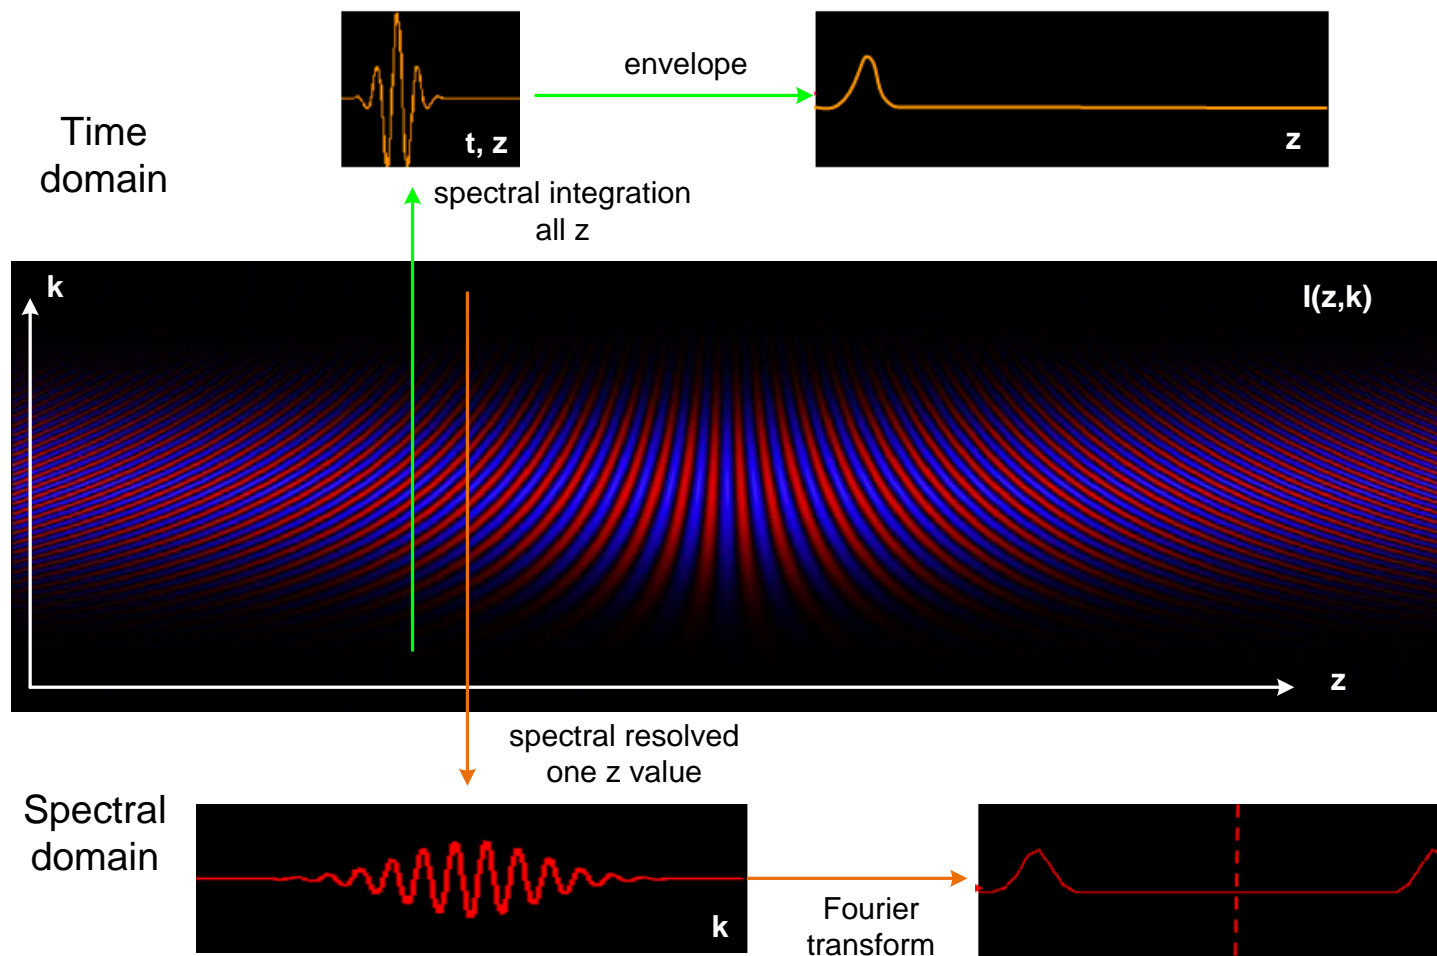 envelope
t, z
z
Time
domain
spectral integration
all z
k
I(z,k)
z
spectral resolved
one z value
Spectral
domain
k
Fourier
transform